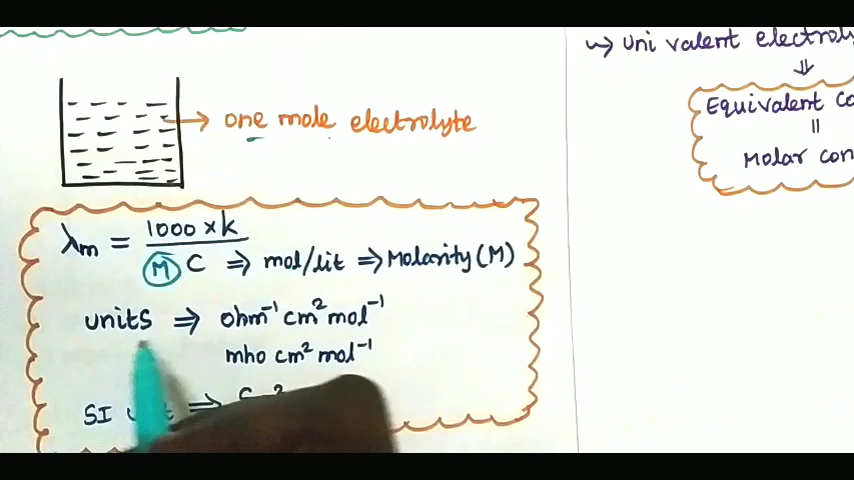 one mole electrolyte
λm = 1000 × k
M C ⇒ mol/lit ⇒ Molarity (M)
units ⇒ ohm⁻¹ cm² mol⁻¹
mho cm² mol⁻¹
SI ⇒
→ Uni valent
⇓
Equivalent
=
Molar